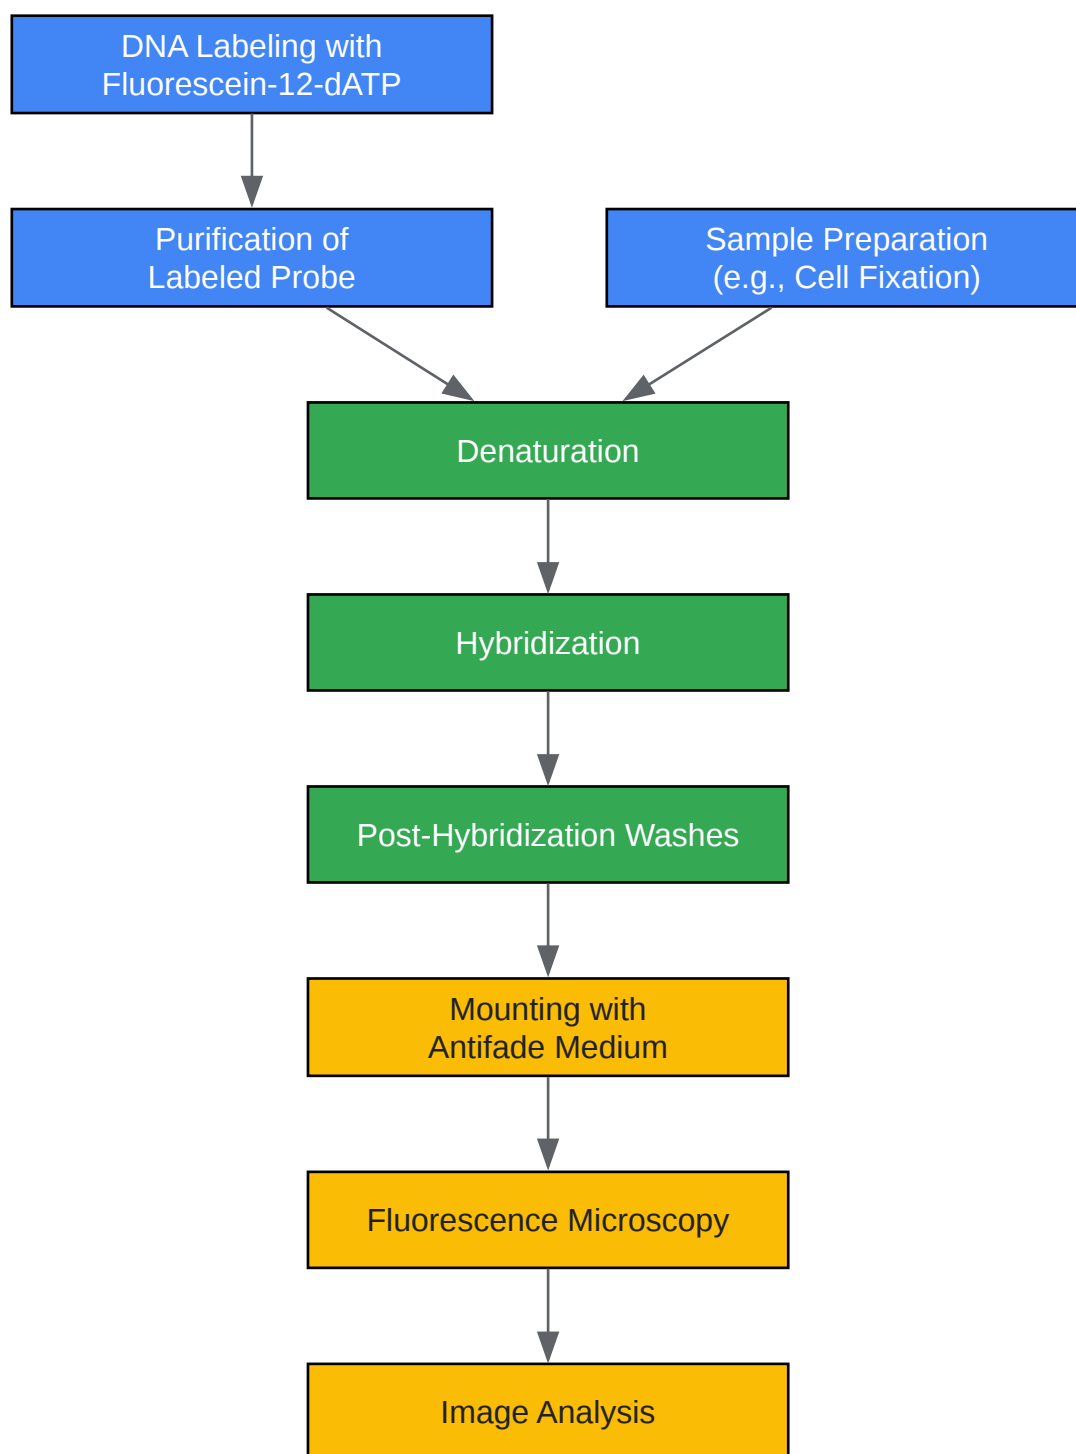 DNA Labeling with
Fluorescein-12-dATP
Purification of
Labeled Probe
Sample Preparation
(e.g., Cell Fixation)
Denaturation
Hybridization
Post-Hybridization Washes
Mounting with
Antifade Medium
Fluorescence Microscopy
Image Analysis